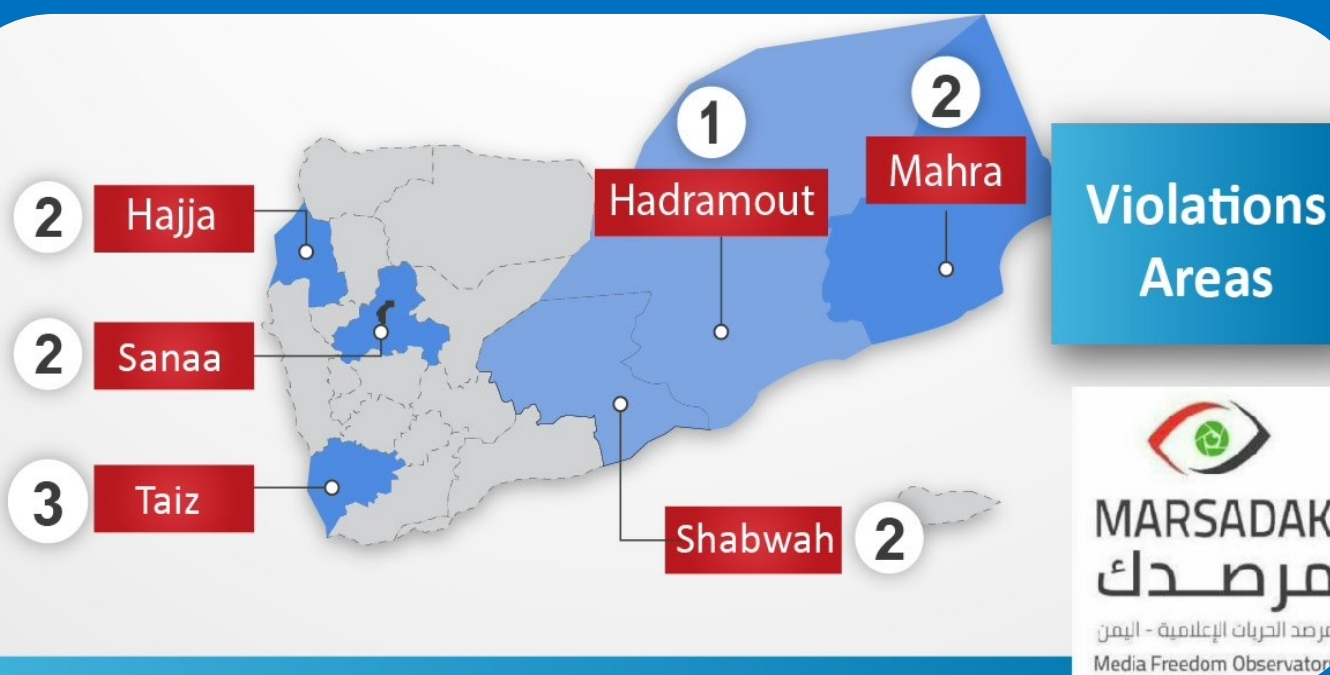 2
Hajja
2
Sanaa
3
Taiz
1
Hadramout
2
Mahra
Shabwah
2
Violations
Areas
MARSADAK
مرصدك
مرصد الحريات الإعلامية - اليمن
Media Freedom Observator